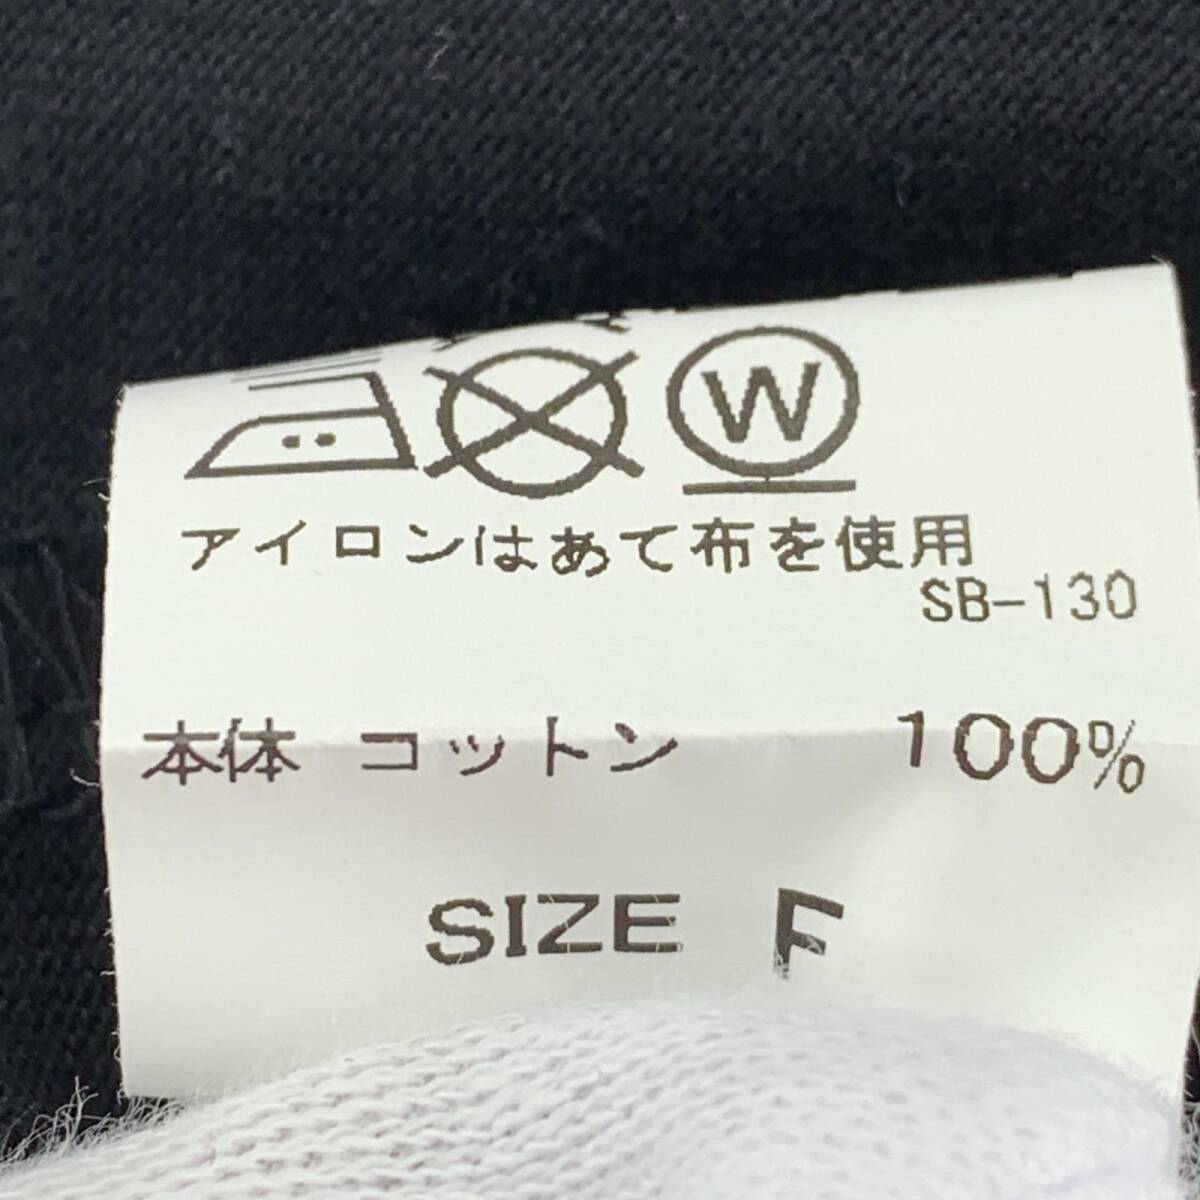 W
アイロンはあて布を使用
SB-130
本体 コットン 100%
SIZE F